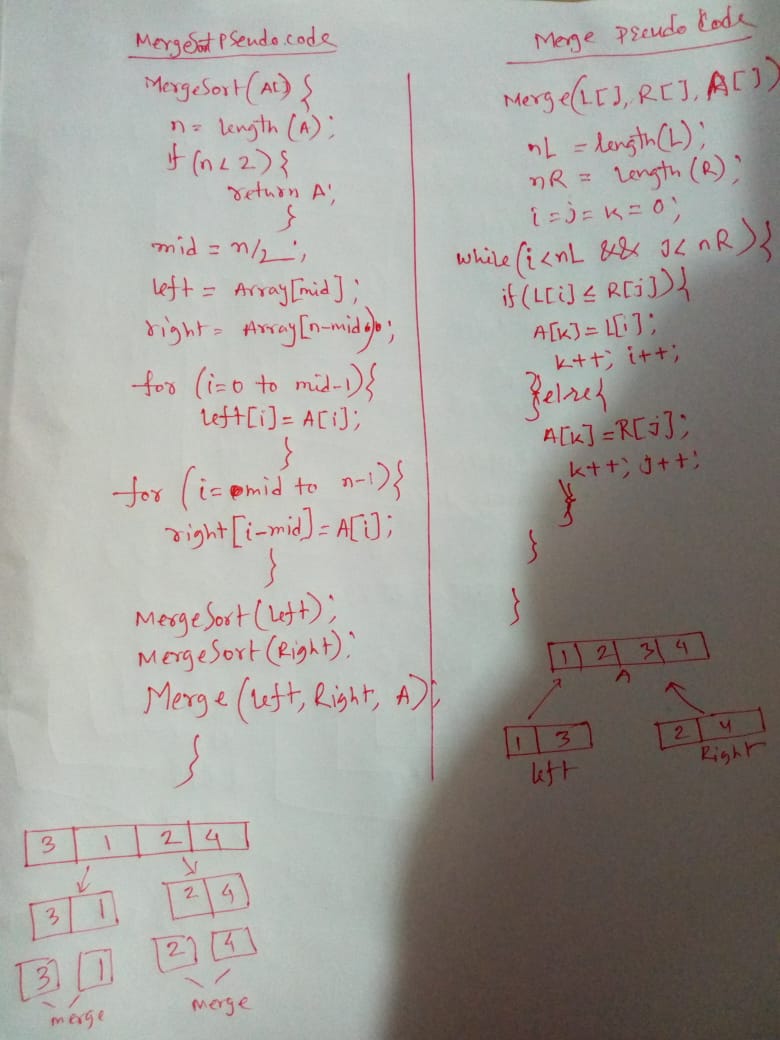 MergeSort Pseudo code
MergeSort(A[]) {
n = length (A);
if (n < 2) {
return A;
}
mid = n/2 ;
left = Array[mid] ;
right = Array[n-mid] ;
for (i=0 to mid-1){
left[i] = A[i];
}
for (i= mid to n-1){
right[i-mid] = A[i];
}
MergeSort (left);
MergeSort (Right);
Merge (left, Right, A);
}
3 1 2 4
3 1 2 4
3 1 2 4
merge merge
Merge Pseudo Code
Merge(L[], R[], A[])
nL = length(L);
nR = length (R);
i = j = k = 0;
while (i < nL && j < nR) {
if (L[i] ≤ R[j]) {
A[k] = L[i];
k++; i++;
}else{
A[k] = R[j];
k++; j++;
}
}
}
1 2 3 4
A
1 3 2 4
left Right